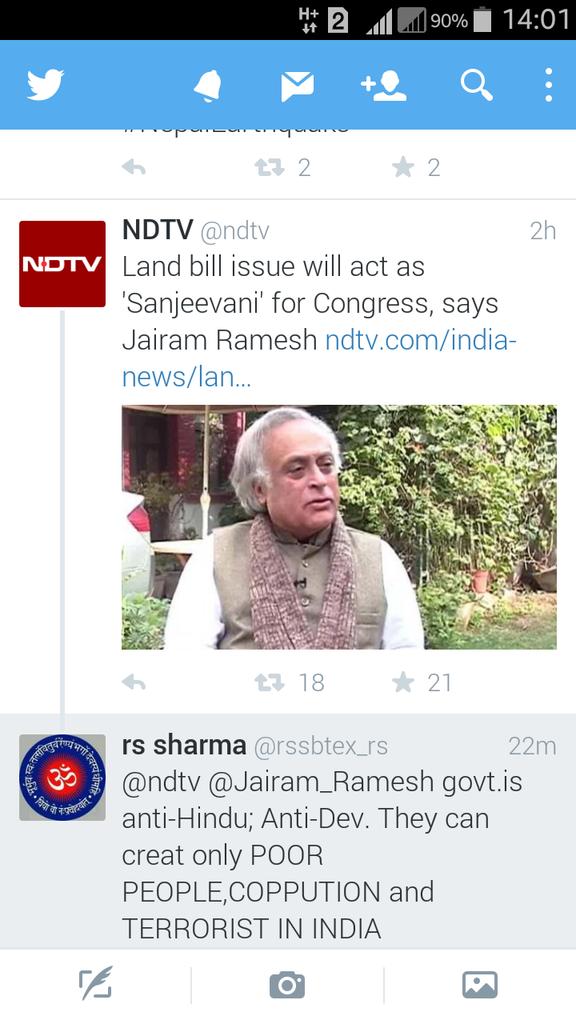 H+ 2 90% 14:01
2 2
NDTV @ndtv 2h
NDTV
Land bill issue will act as
'Sanjeevani' for Congress, says
Jairam Ramesh ndtv.com/india-
news/lan...
18 21
rs sharma @rssbtex_rs 22m
ॐ
@ndtv @Jairam_Ramesh govt.is
anti-Hindu; Anti-Dev. They can
creat only POOR
PEOPLE,COPPUTION and
TERRORIST IN INDIA